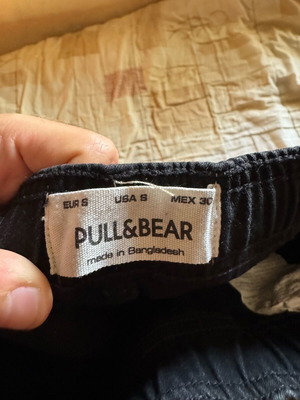 EUR S USA S MEX 30
PULL&BEAR
made in Bangladesh